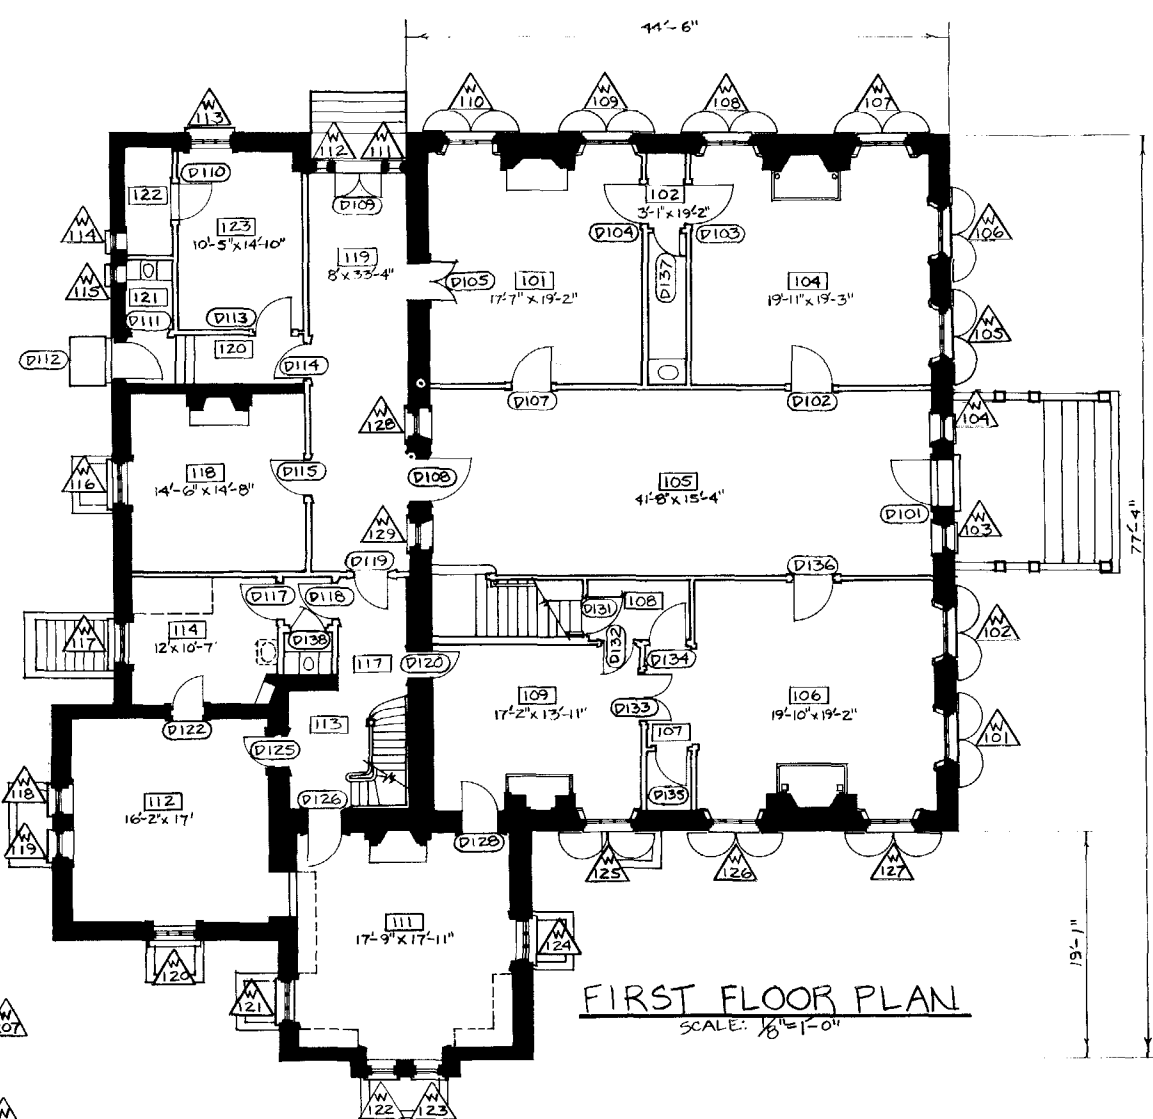 44'-6"
W 110
W 109
W 108
W 107
W 113
W 112
W 111
D110
D109
122
123
10'-5"x14'-10"
102
3'-1"x19'-2"
W 114
D104
D103
W 106
119
8'x33'-4"
W 115
121
D105
101
17'-7"x19'-2"
D137
104
19'-11"x19'-3"
D111
D113
W 105
D112
120
D114
D107
D102
W 128
W 104
W 116
118
14'-6"x14'-8"
D115
D108
105
41'-8"x15'-4"
D101
W 129
W 103
77'-4"
D119
D136
D117
D118
D131
108
W 117
114
12'x10'-7"
D138
117
D120
D132
D134
W 102
109
17'-2"x13'-11"
106
19'-10"x19'-2"
D122
113
D133
107
W 101
D125
W 118
112
16'-2"x17'
D126
D135
W 119
D128
W 125
W 126
W 127
111
17'-9"x17'-11"
W 124
W 120
19'-1"
W 121
FIRST FLOOR PLAN
SCALE: 1/8"=1'-0"
W 122
W 123